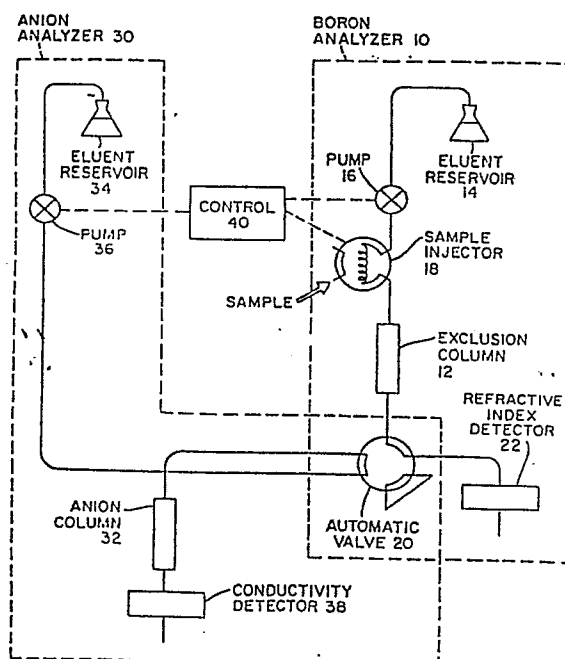 ANION
ANALYZER 30
BORON
ANALYZER 10
ELUENT
RESERVOIR
34
PUMP
36
CONTROL
40
PUMP
16
ELUENT
RESERVOIR
14
SAMPLE
INJECTOR
18
SAMPLE
EXCLUSION
COLUMN
12
REFRACTIVE
INDEX
DETECTOR
22
ANION
COLUMN
32
AUTOMATIC
VALVE 20
CONDUCTIVITY
DETECTOR 38